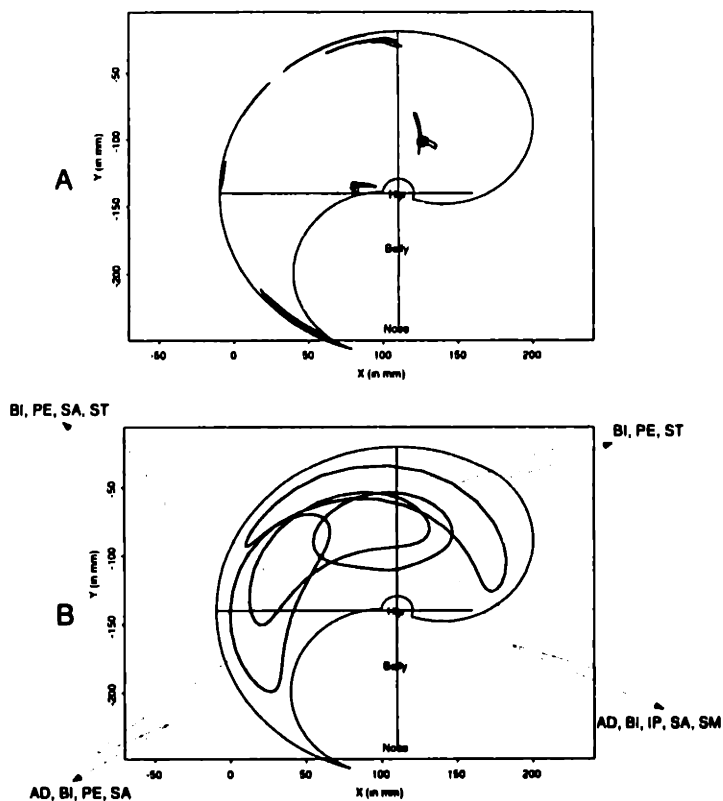 A
Y (in mm)
-50
-100
-150
-200
Hip
Belly
Nose
-50
0
50
100
150
200
X (in mm)
BI, PE, SA, ST
BI, PE, ST
B
Y (in mm)
-50
-100
-150
-200
Hip
Belly
Nose
AD, BI, IP, SA, SM
AD, BI, PE, SA
-50
0
50
100
150
200
X (in mm)